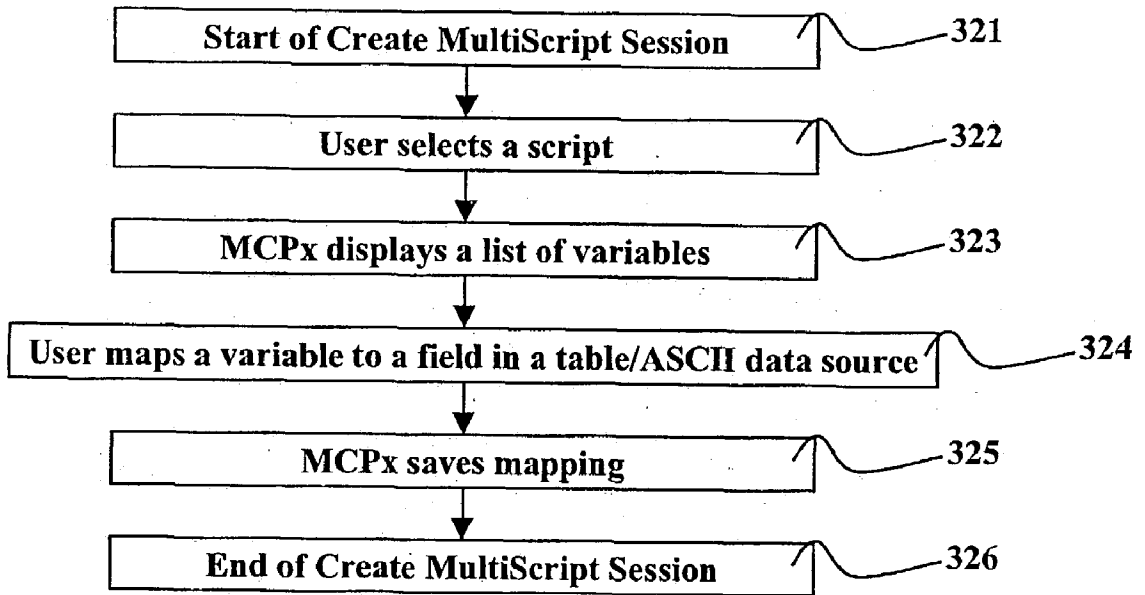 Start of Create MultiScript Session 321
User selects a script 322
MCPx displays a list of variables 323
User maps a variable to a field in a table/ASCII data source 324
MCPx saves mapping 325
End of Create MultiScript Session 326